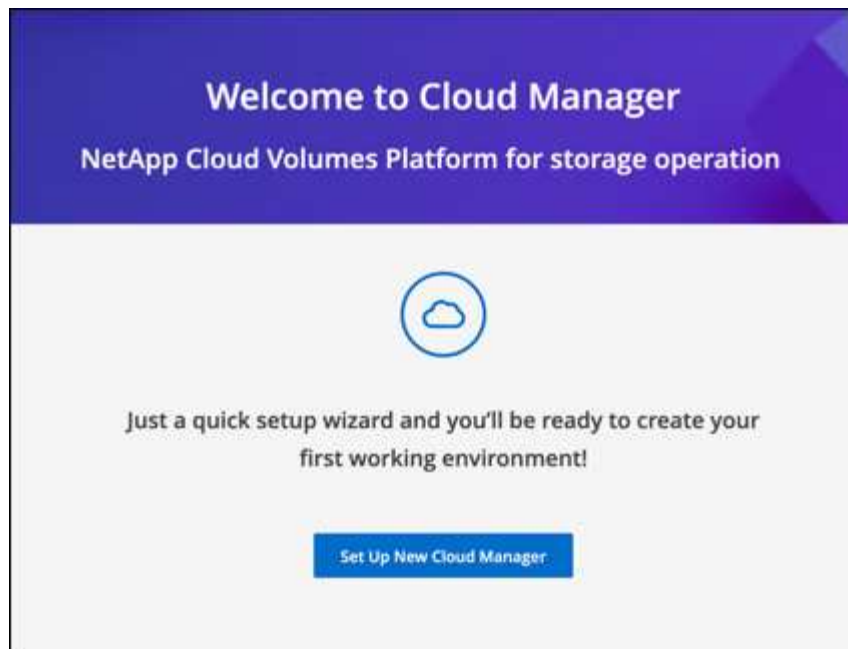 Welcome to Cloud Manager
NetApp Cloud Volumes Platform for storage operation
Just a quick setup wizard and you'll be ready to create your
first working environment!
Set Up New Cloud Manager